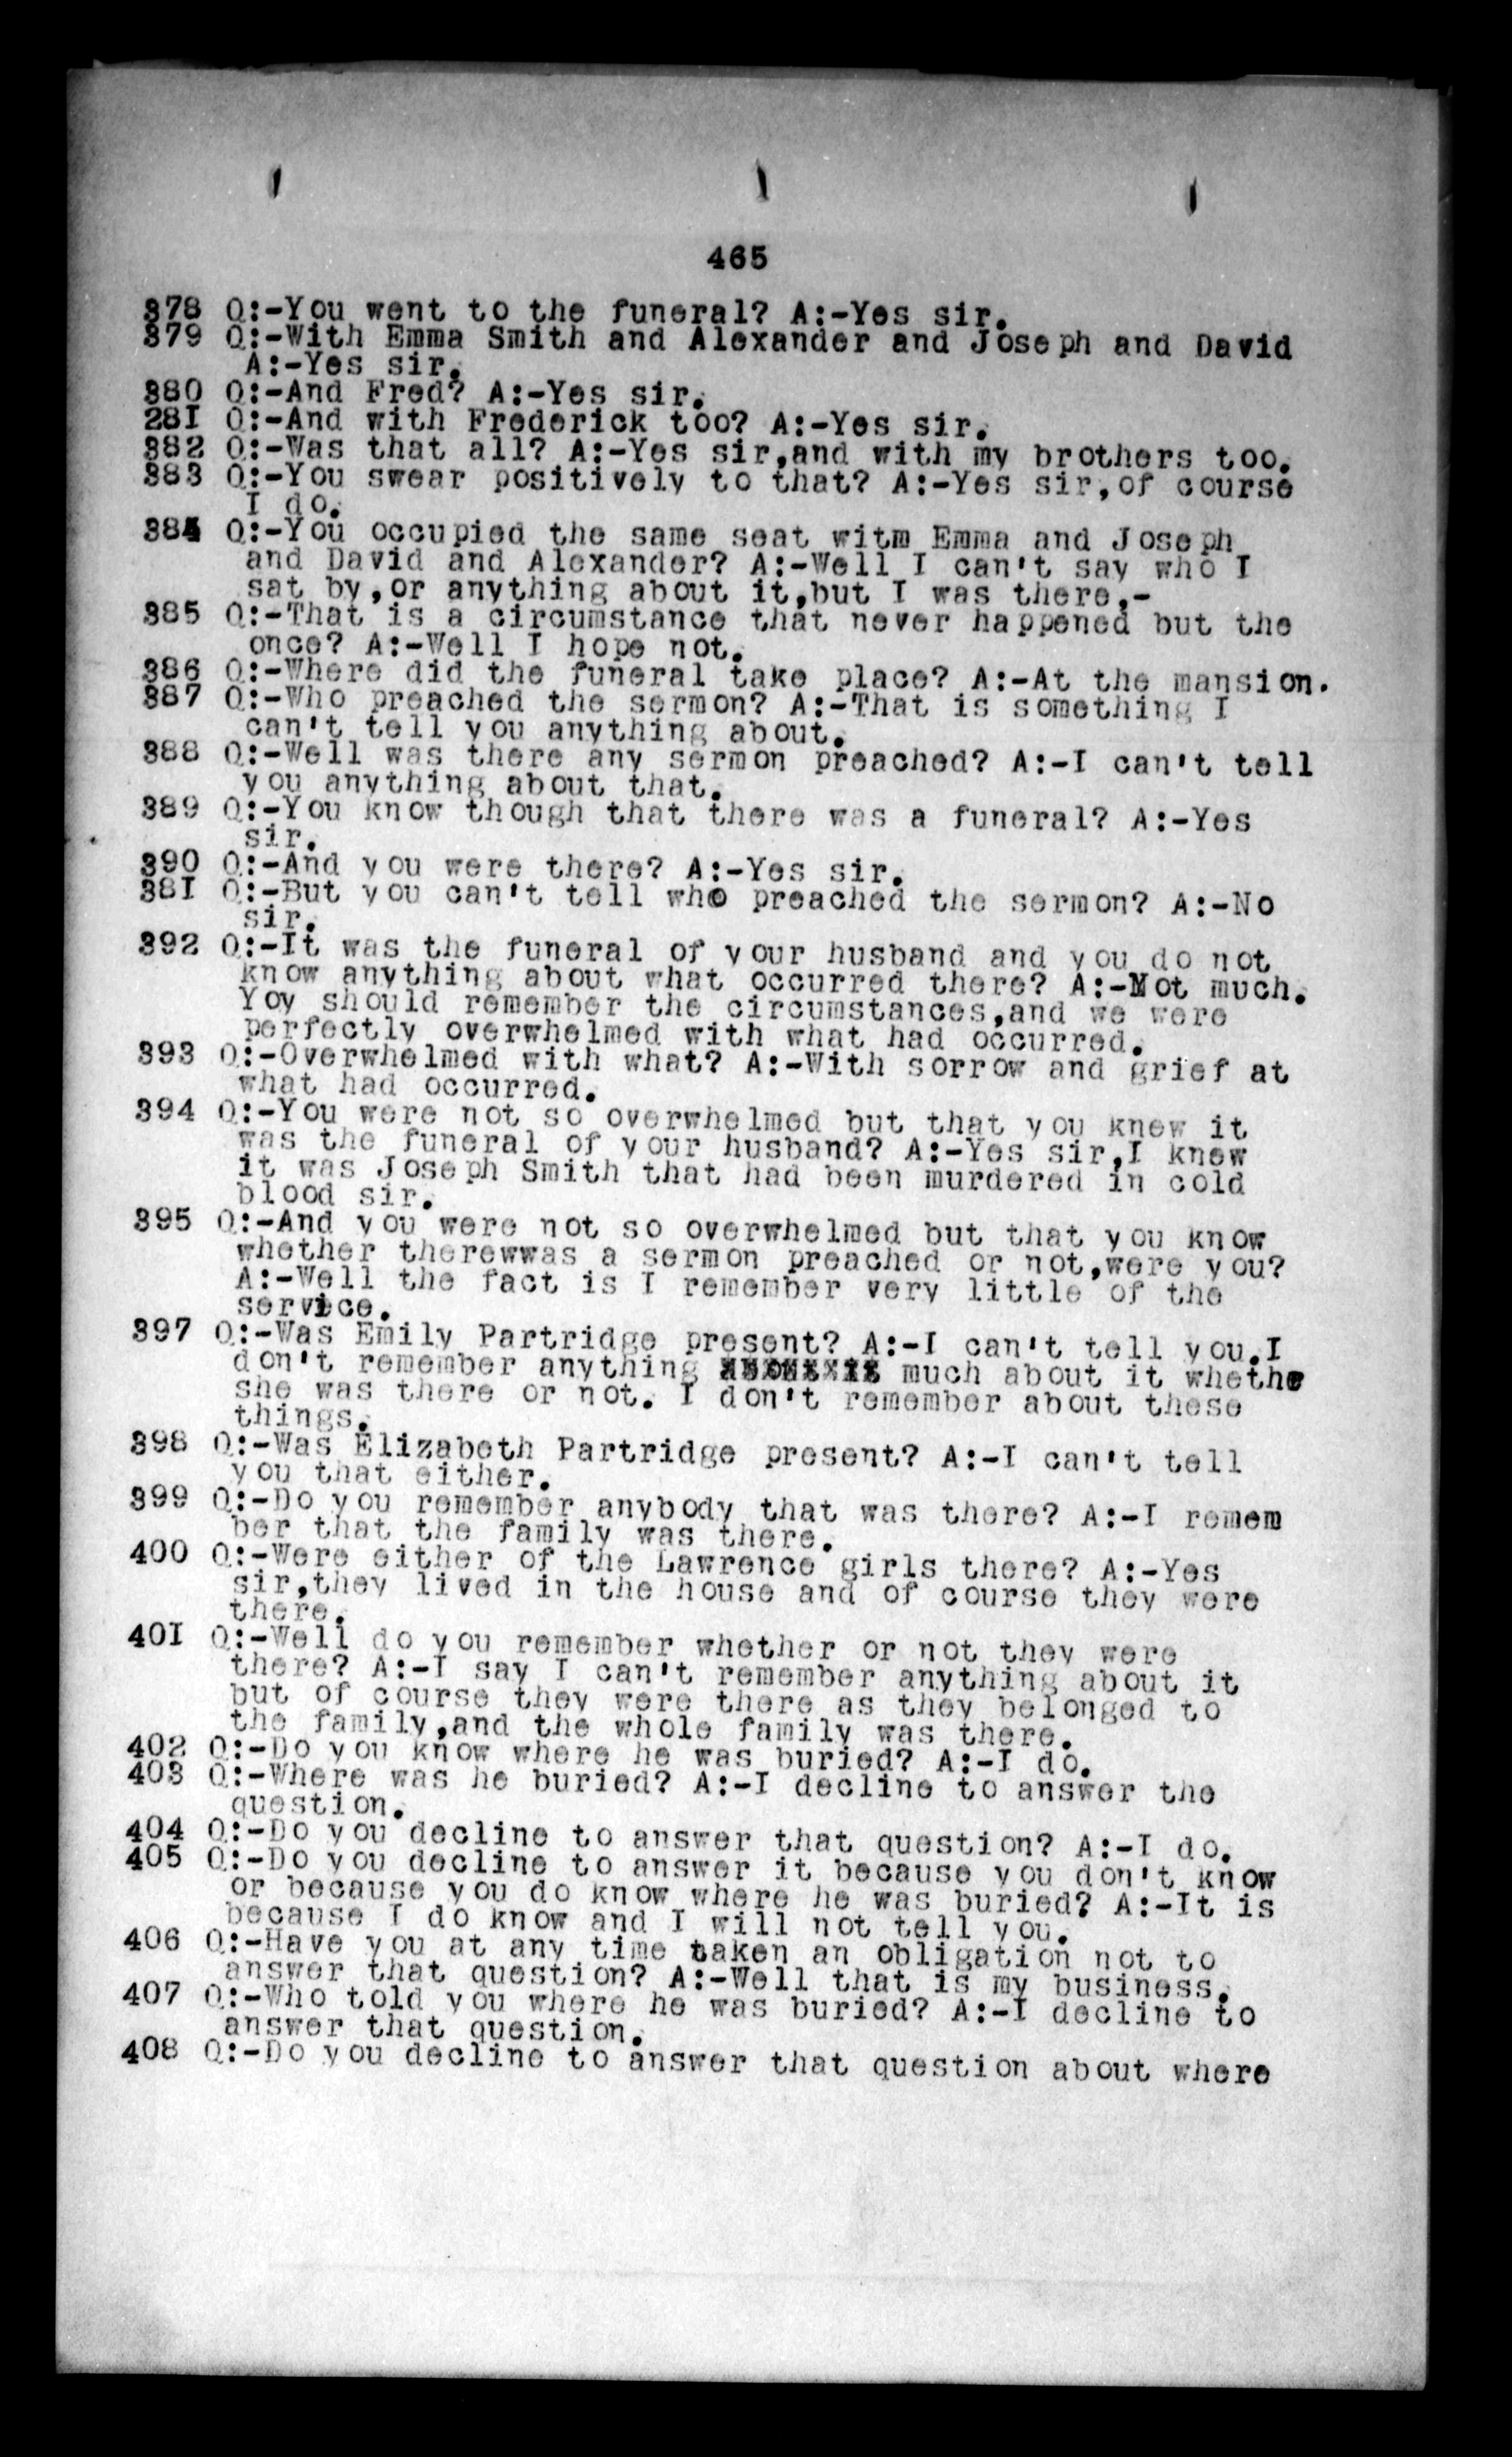 465
378 Q:-You went to the funeral? A:-Yes sir.
379 Q:-With Emma Smith and Alexander and Joseph and David
A:-Yes sir.
380 Q:-And Fred? A:-Yes sir.
281 Q:-And with Frederick too? A:-Yes sir.
382 Q:-Was that all? A:-Yes sir,and with my brothers too.
383 Q:-You swear positively to that? A:-Yes sir,of course
I do.
384 Q:-You occupied the same seat witm Emma and Joseph
and David and Alexander? A:-Well I can't say who I
sat by,or anything about it,but I was there,-
385 Q:-That is a circumstance that never happened but the
once? A:-Well I hope not.
386 Q:-Where did the funeral take place? A:-At the mansion.
387 Q:-Who preached the sermon? A:-That is something I
can't tell you anything about.
388 Q:-Well was there any sermon preached? A:-I can't tell
you anything about that.
389 Q:-You know though that there was a funeral? A:-Yes
sir.
390 Q:-And you were there? A:-Yes sir.
381 Q:-But you can't tell who preached the sermon? A:-No
sir.
392 Q:-It was the funeral of your husband and you do not
know anything about what occurred there? A:-Not much.
Yoy should remember the circumstances,and we were
perfectly overwhelmed with what had occurred.
393 Q:-Overwhelmed with what? A:-With sorrow and grief at
what had occurred.
394 Q:-You were not so overwhelmed but that you knew it
was the funeral of your husband? A:-Yes sir,I knew
it was Joseph Smith that had been murdered in cold
blood sir.
395 Q:-And you were not so overwhelmed but that you know
whether therewwas a sermon preached or not,were you?
A:-Well the fact is I remember very little of the
service.
397 Q:-Was Emily Partridge present? A:-I can't tell you.I
don't remember anything much about it whethe
she was there or not. I don't remember about these
things.
398 Q:-Was Elizabeth Partridge present? A:-I can't tell
you that either.
399 Q:-Do you remember anybody that was there? A:-I remem
ber that the family was there.
400 Q:-Were either of the Lawrence girls there? A:-Yes
sir,they lived in the house and of course they were
there.
401 Q:-Well do you remember whether or not they were
there? A:-I say I can't remember anything about it
but of course they were there as they belonged to
the family,and the whole family was there.
402 Q:-Do you know where he was buried? A:-I do.
403 Q:-Where was he buried? A:-I decline to answer the
question.
404 Q:-Do you decline to answer that question? A:-I do.
405 Q:-Do you decline to answer it because you don't know
or because you do know where he was buried? A:-It is
because I do know and I will not tell you.
406 Q:-Have you at any time taken an obligation not to
answer that question? A:-Well that is my business.
407 Q:-Who told you where he was buried? A:-I decline to
answer that question.
408 Q:-Do you decline to answer that question about where